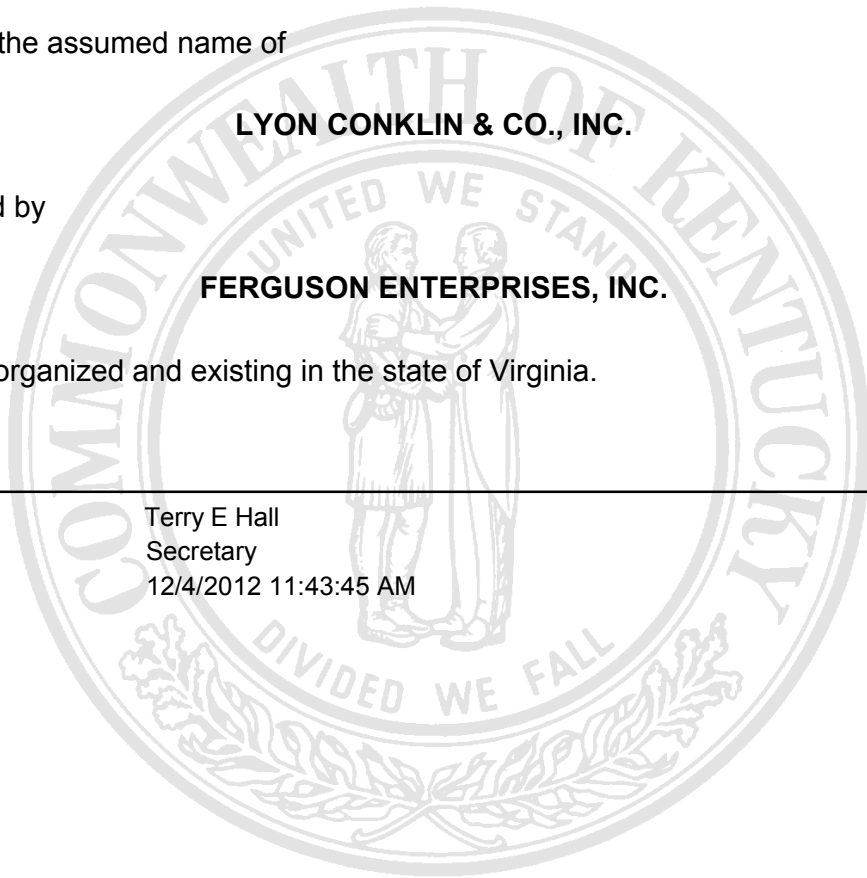 the assumed name of
LYON CONKLIN & CO., INC.
d by
FERGUSON ENTERPRISES, INC.
organized and existing in the state of Virginia.
Terry E Hall
Secretary
12/4/2012 11:43:45 AM
COMMONWEALTH OF KENTUCKY
UNITED WE STAND
DIVIDED WE FALL